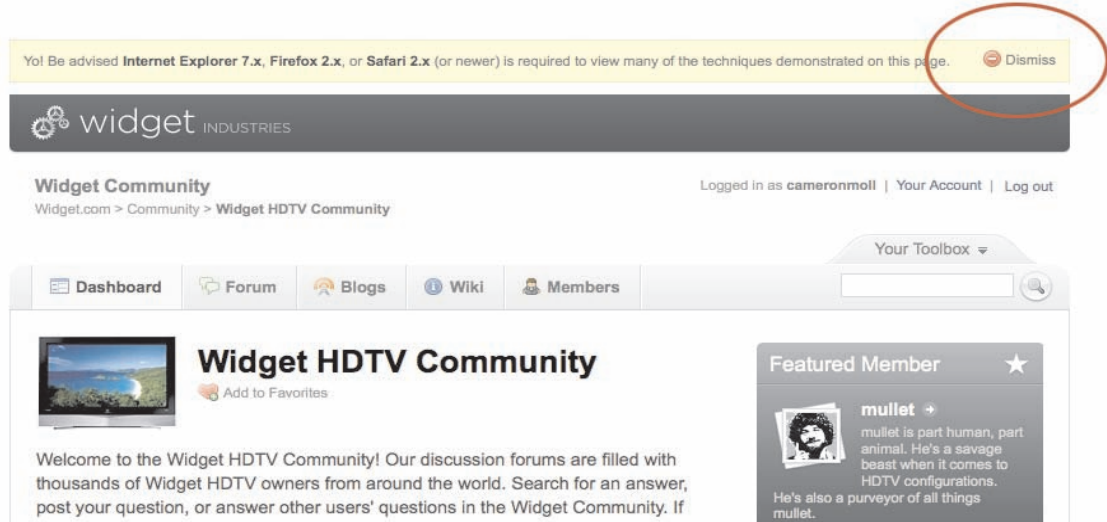 Yo! Be advised Internet Explorer 7.x, Firefox 2.x, or Safari 2.x (or newer) is required to view many of the techniques demonstrated on this page.
Dismiss
widget INDUSTRIES
Widget Community
Logged in as cameronmoll | Your Account | Log out
Widget.com > Community > Widget HDTV Community
Your Toolbox
Dashboard
Forum
Blogs
Wiki
Members
Widget HDTV Community
Add to Favorites
Welcome to the Widget HDTV Community! Our discussion forums are filled with
thousands of Widget HDTV owners from around the world. Search for an answer,
post your question, or answer other users' questions in the Widget Community. If
Featured Member
mullet
mullet is part human, part
animal. He's a savage
beast when it comes to
HDTV configurations.
He's also a purveyor of all things
mullet.